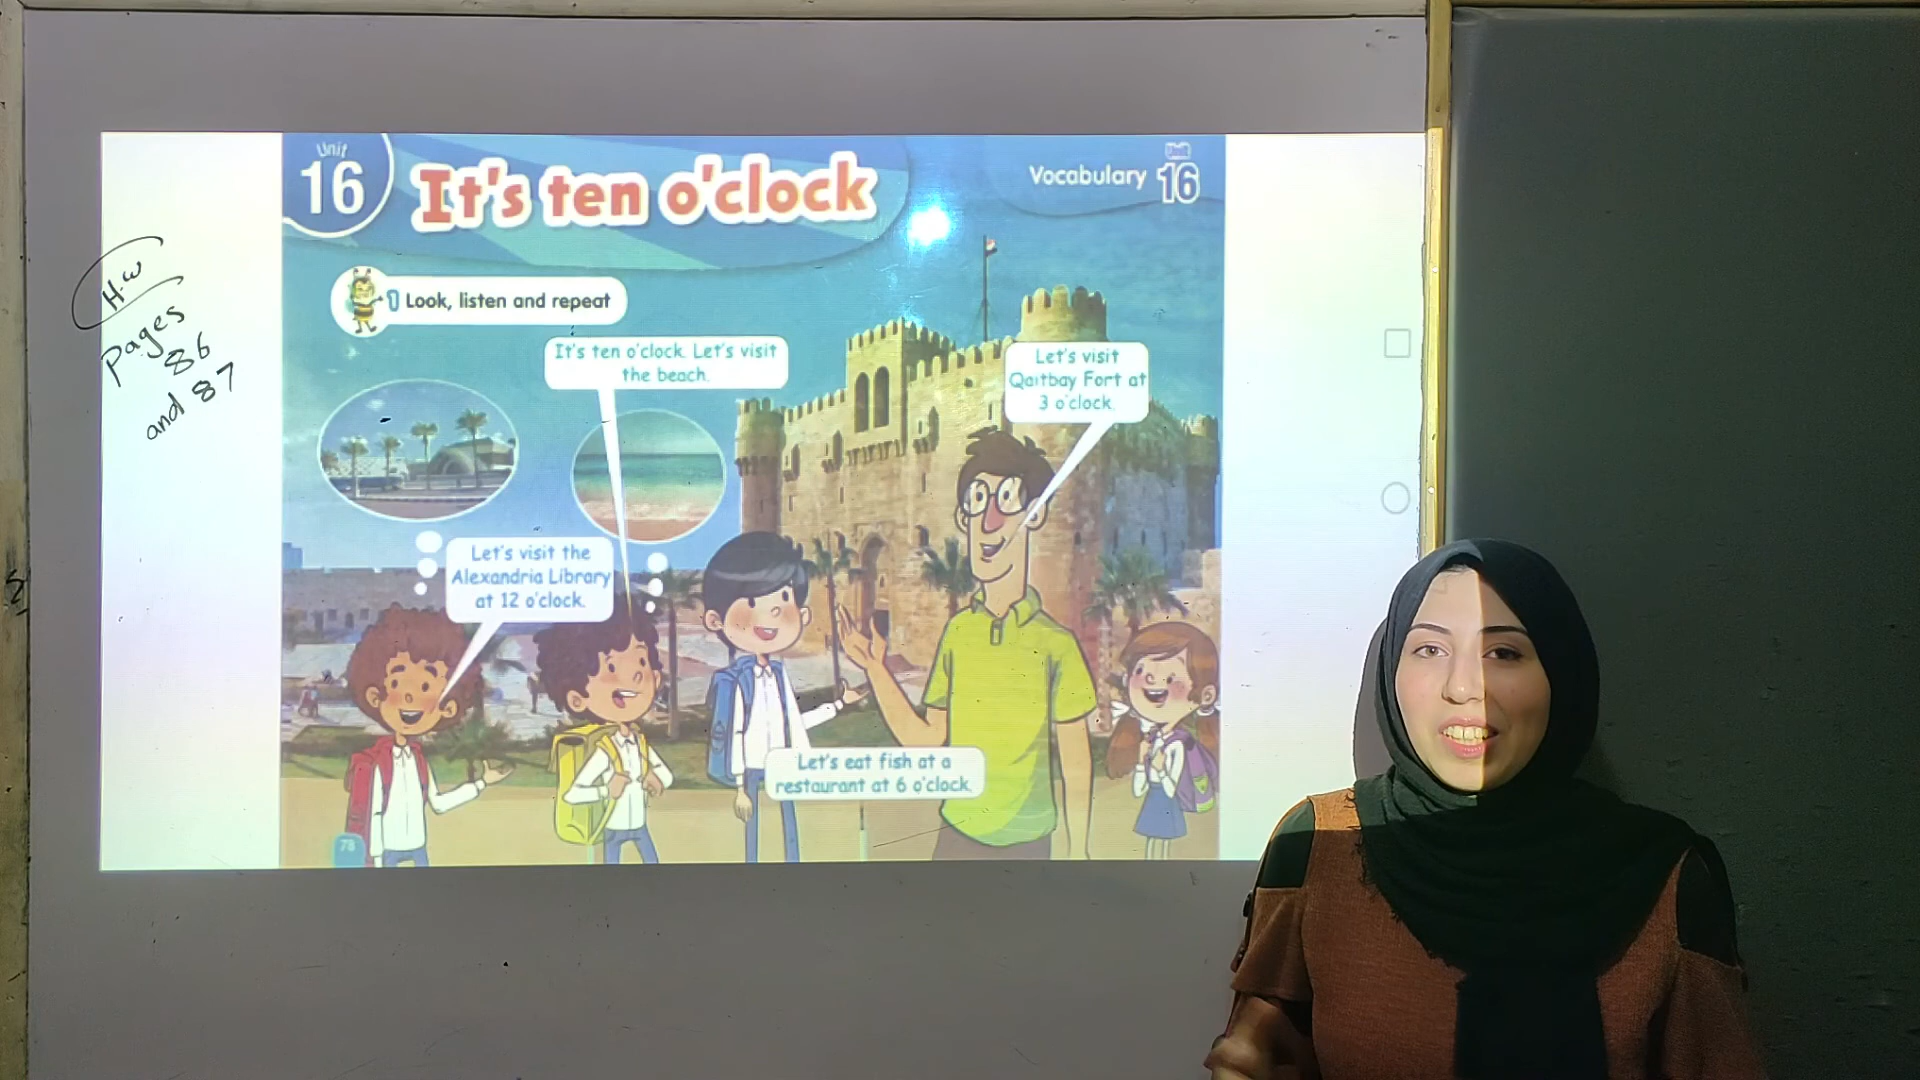 Unit
16
It's ten o'clock
Vocabulary
Unit
16
1 Look, listen and repeat
It's ten o'clock. Let's visit
the beach.
Let's visit
Qaitbay Fort at
3 o'clock.
Let's visit the
Alexandria Library
at 12 o'clock.
Let's eat fish at a
restaurant at 6 o'clock.
78
H.w
Pages
86
and 87